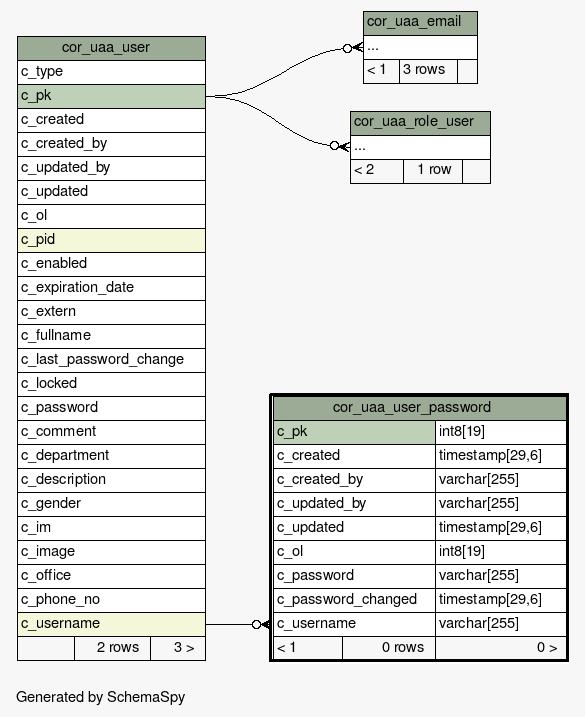 cor_uaa_user
c_type
c_pk
c_created
c_created_by
c_updated_by
c_updated
c_ol
c_pid
c_enabled
c_expiration_date
c_extern
c_fullname
c_last_password_change
c_locked
c_password
c_comment
c_department
c_description
c_gender
c_im
c_image
c_office
c_phone_no
c_username
2 rows 3 >
cor_uaa_email
...
< 1 3 rows
cor_uaa_role_user
...
< 2 1 row
cor_uaa_user_password
c_pk int8[19]
c_created timestamp[29,6]
c_created_by varchar[255]
c_updated_by varchar[255]
c_updated timestamp[29,6]
c_ol int8[19]
c_password varchar[255]
c_password_changed timestamp[29,6]
c_username varchar[255]
< 1 0 rows 0 >
Generated by SchemaSpy